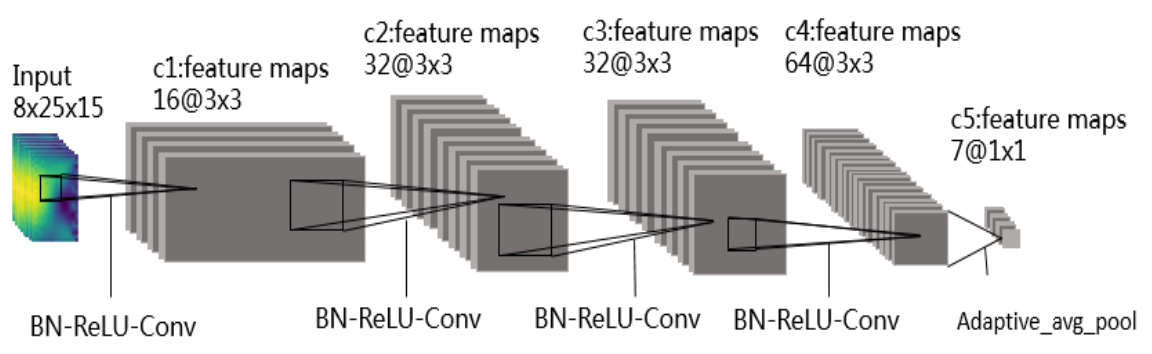 Input
8x25x15
c1:feature maps
16@3x3
c2:feature maps
32@3x3
c3:feature maps
32@3x3
c4:feature maps
64@3x3
c5:feature maps
7@1x1
BN-ReLU-Conv
BN-ReLU-Conv
BN-ReLU-Conv
BN-ReLU-Conv
Adaptive_avg_pool